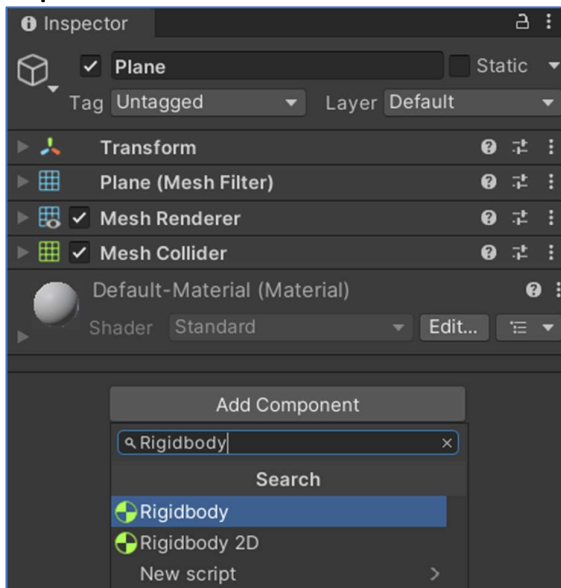 Inspector
Plane Static
Tag Untagged Layer Default
Transform
Plane (Mesh Filter)
Mesh Renderer
Mesh Collider
Default-Material (Material)
Shader Standard Edit...
Add Component
Rigidbody
Search
Rigidbody
Rigidbody 2D
New script